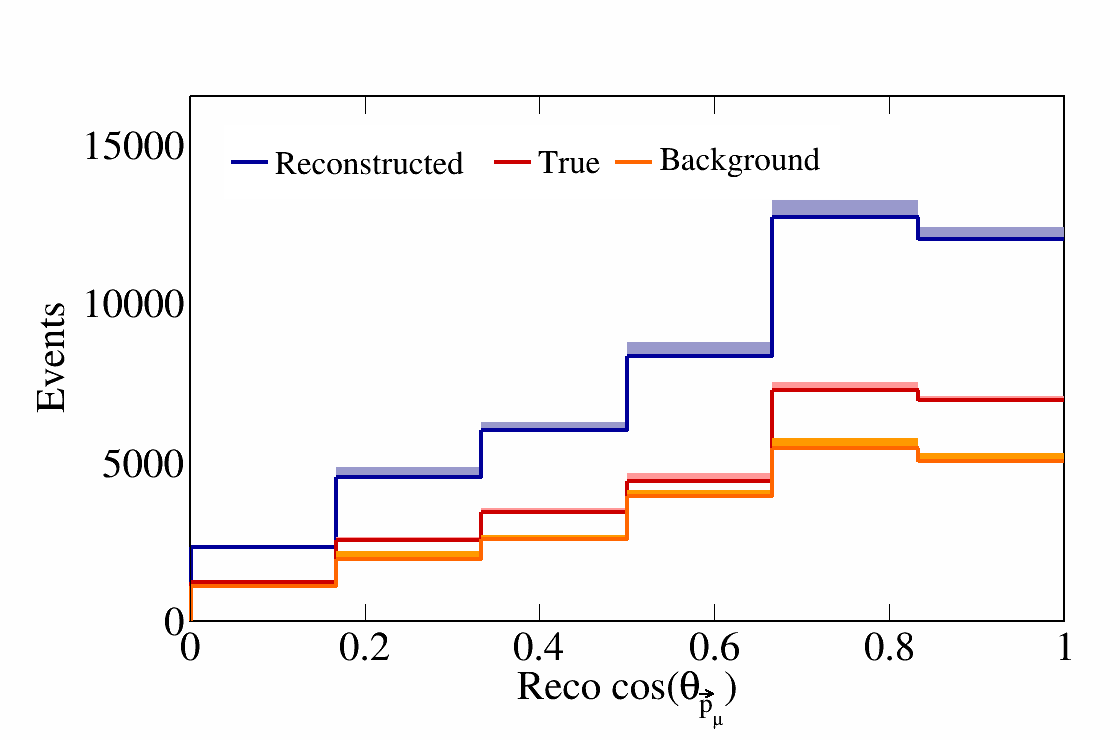 15000
Reconstructed True Background
10000
Events
5000
0
0 0.2 0.4 0.6 0.8 1
Reco cos(θ p⃗ μ)